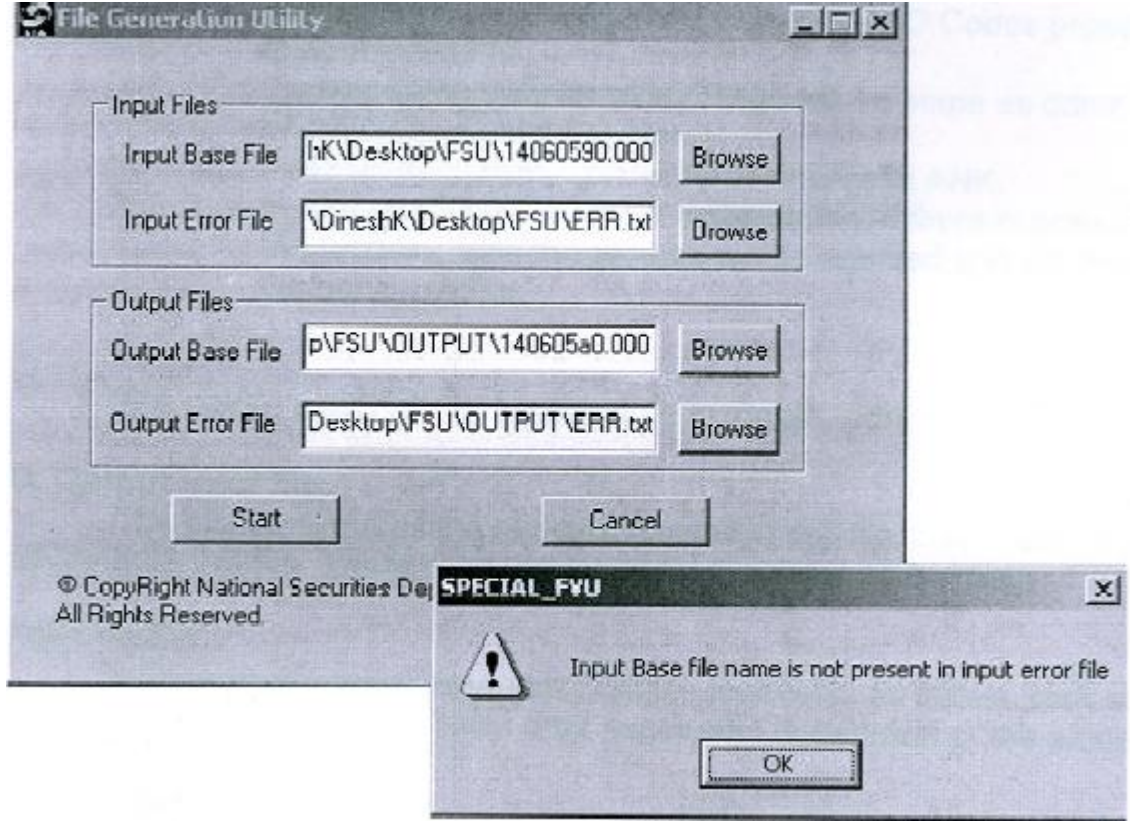 File Generation Utility
Input Files
Input Base File hK\Desktop\FSU\14060590.000 Browse
Input Error File \DineshK\Desktop\FSU\ERR.txt Browse
Output Files
Output Base File p\FSU\OUTPUT\140605a0.000 Browse
Output Error File Desktop\FSU\OUTPUT\ERR.txt Browse
Start Cancel
© CopyRight National Securities Dep
All Rights Reserved.
SPECIAL_FVU
Input Base file name is not present in input error file
OK